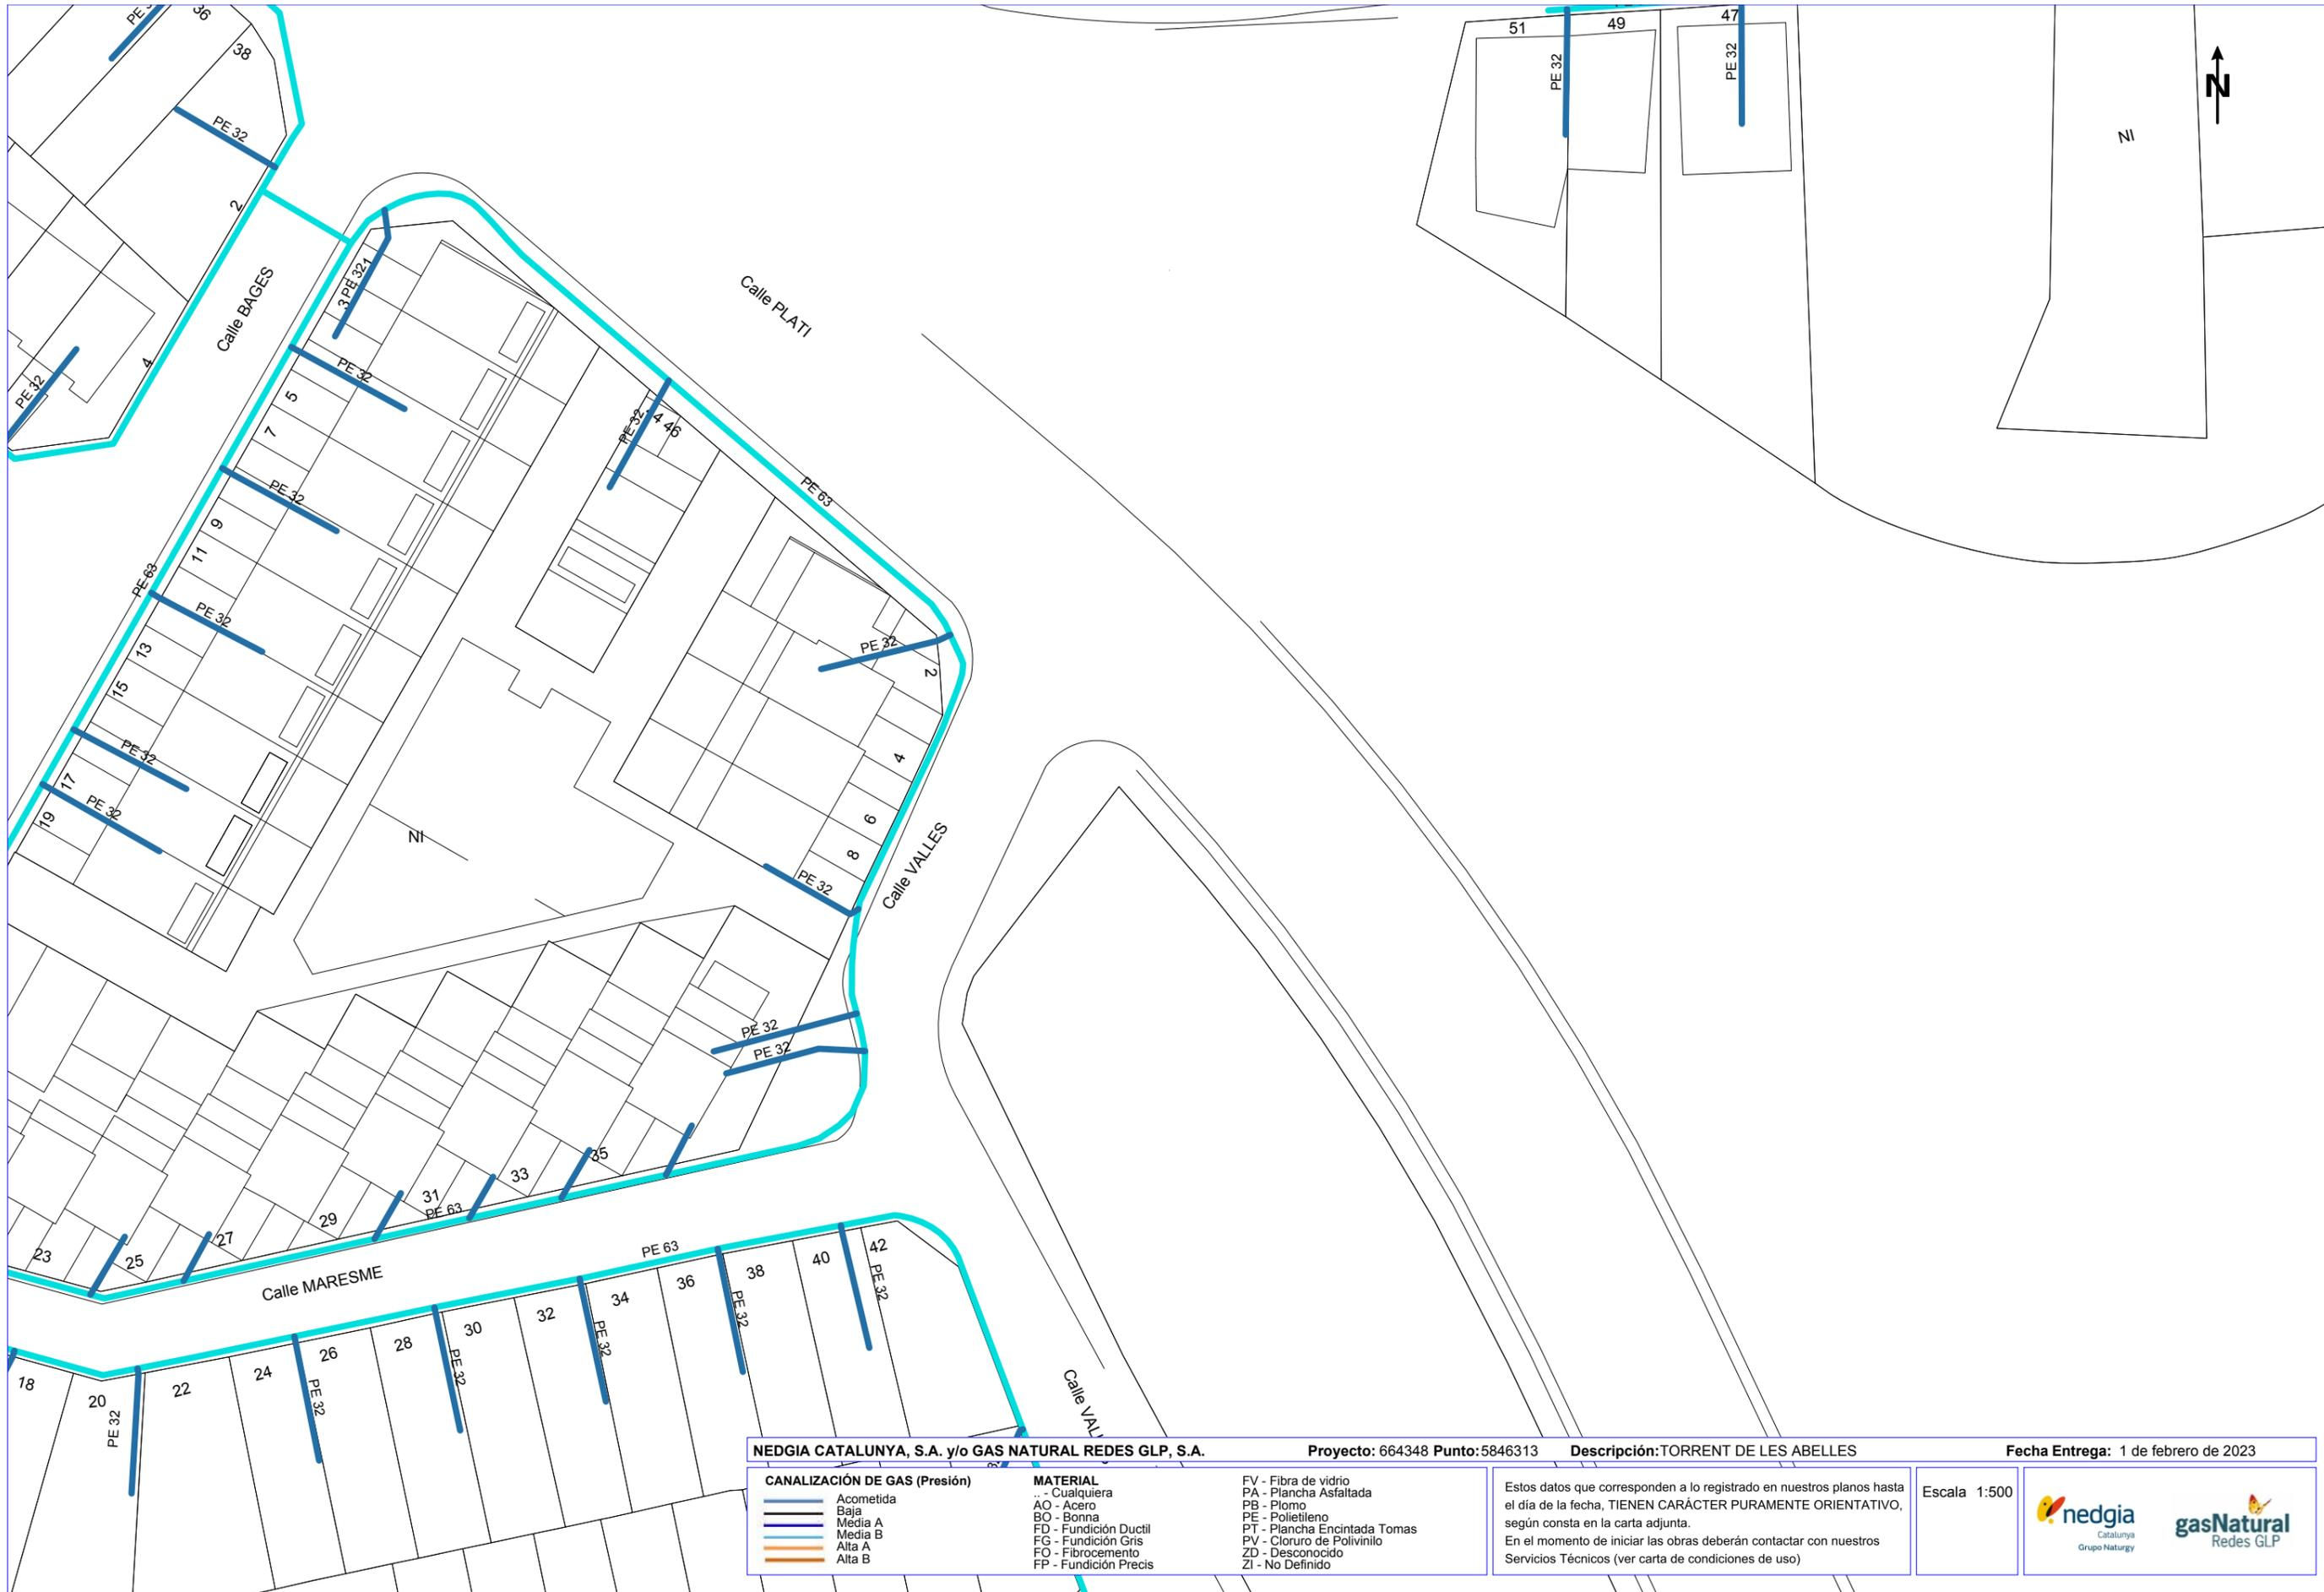 36
38
PE 32
2
51
49
47
PE 32
PE 32
N
NI
Calle BAGES
4
PE 32
3 PE 321
PE 32
5
7
PE 32
9
11
PE 63
PE 32
13
15
PE 32
17
PE 32
19
Calle PLATI
PE 32
4 46
PE 63
PE 32
2
4
6
8
Calle VALLES
PE 32
NI
PE 32
PE 32
23
25
27
29
31
33
35
PE 63
Calle MARESME
PE 63
18
20
22
24
26
28
30
32
34
36
38
40
42
PE 32
PE 32
PE 32
PE 32
PE 32
PE 32
Calle VAL
NEDGIA CATALUNYA, S.A. y/o GAS NATURAL REDES GLP, S.A. Proyecto: 664348 Punto:5846313 Descripción:TORRENT DE LES ABELLES Fecha Entrega: 1 de febrero de 2023
CANALIZACIÓN DE GAS (Presión)
Acometida
Baja
Media A
Media B
Alta A
Alta B
MATERIAL
.. - Cualquiera
AO - Acero
BO - Bonna
FD - Fundición Ductil
FG - Fundición Gris
FO - Fibrocemento
FP - Fundición Precis
FV - Fibra de vidrio
PA - Plancha Asfaltada
PB - Plomo
PE - Polietileno
PT - Plancha Encintada Tomas
PV - Cloruro de Polivinilo
ZD - Desconocido
ZI - No Definido
Estos datos que corresponden a lo registrado en nuestros planos hasta
el día de la fecha, TIENEN CARÁCTER PURAMENTE ORIENTATIVO,
según consta en la carta adjunta.
En el momento de iniciar las obras deberán contactar con nuestros
Servicios Técnicos (ver carta de condiciones de uso)
Escala 1:500
nedgia
Catalunya
Grupo Naturgy
gasNatural
Redes GLP